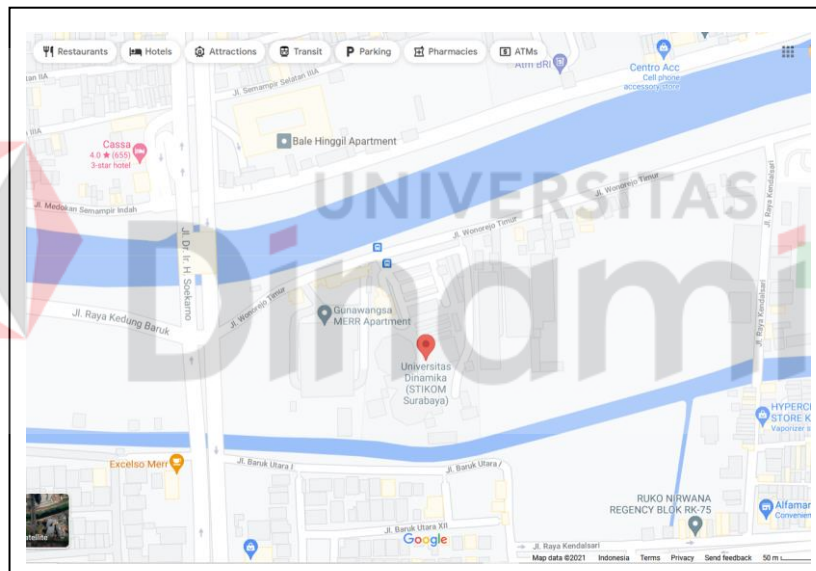 Restaurants
Hotels
Attractions
Transit
Parking
Pharmacies
ATMs
Atm BRI
Centro Acc
Cell phone
accessory store
Jl. Semampir Selatan IIIA
IIIA
Cassa
4.0 ★ (655)
3-star hotel
Bale Hinggil Apartment
Jl. Medokan Semampir Indah
UNIVERSITAS
Dinami
Jl. Wonorejo Timur
Jl. Wonorejo Timur
Jl. Raya Kendalsari
Jl. Dr. Ir. H. Soekarno
Jl. Wonorejo Timur
Gunawangsa
MERR Apartment
Jl. Raya Kedung Baruk
Universitas
Dinamika
(STIKOM
Surabaya)
Jl. Raya Kendalsari
HYPERCL
STORE K
Vaporizer s
Excelso Merr
Jl. Baruk Utara I
Jl. Baruk Utara I
RUKO NIRWANA
REGENCY BLOK RK-75
Alfamar
Convenien
atellite
Jl. Baruk Utara XII
Google
Jl. Raya Kendalsari
Map data ©2021 Indonesia Terms Privacy Send feedback 50 m